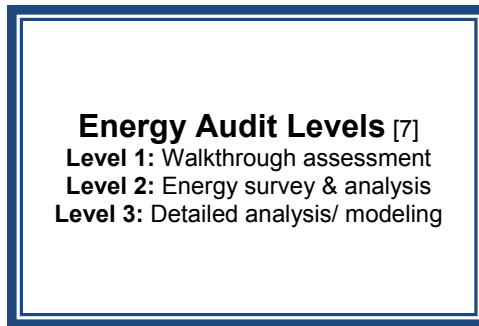 Energy Audit Levels [7]
Level 1: Walkthrough assessment
Level 2: Energy survey & analysis
Level 3: Detailed analysis/ modeling